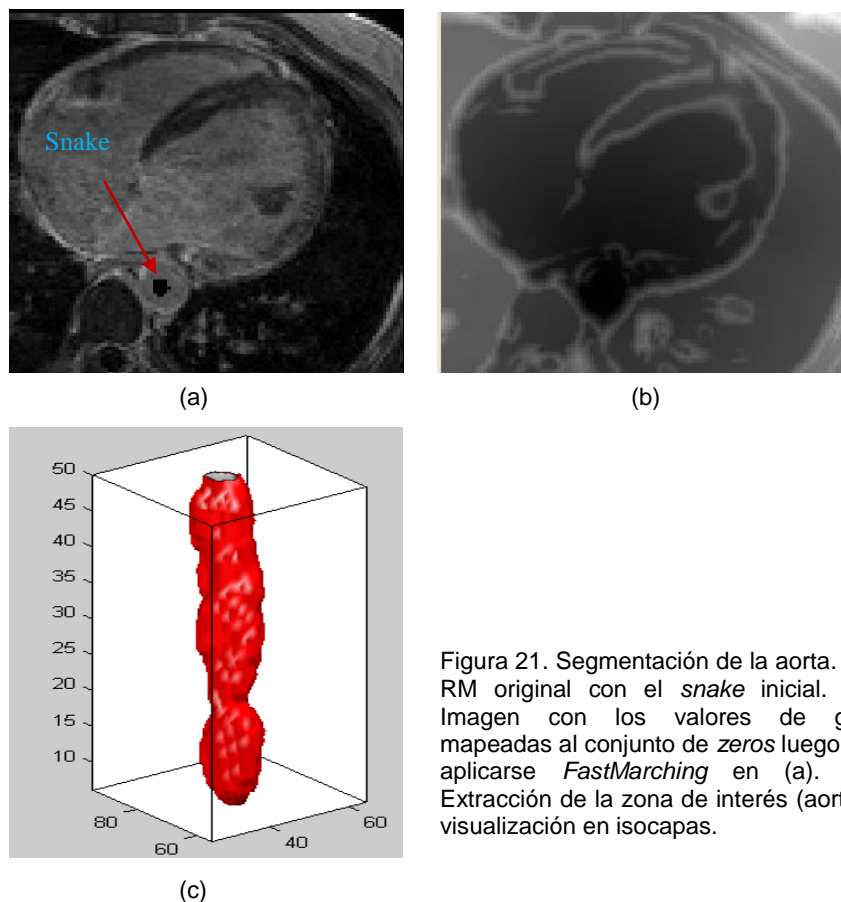 Snake
(a)
(b)
50
45
40
35
30
25
20
15
10
80
60
40
60
(c)
Figura 21. Segmentación de la aorta.
RM original con el snake inicial.
Imagen con los valores de
mapeadas al conjunto de zeros luego
aplicarse FastMarching en (a).
Extracción de la zona de interés
visualización en isocapas.